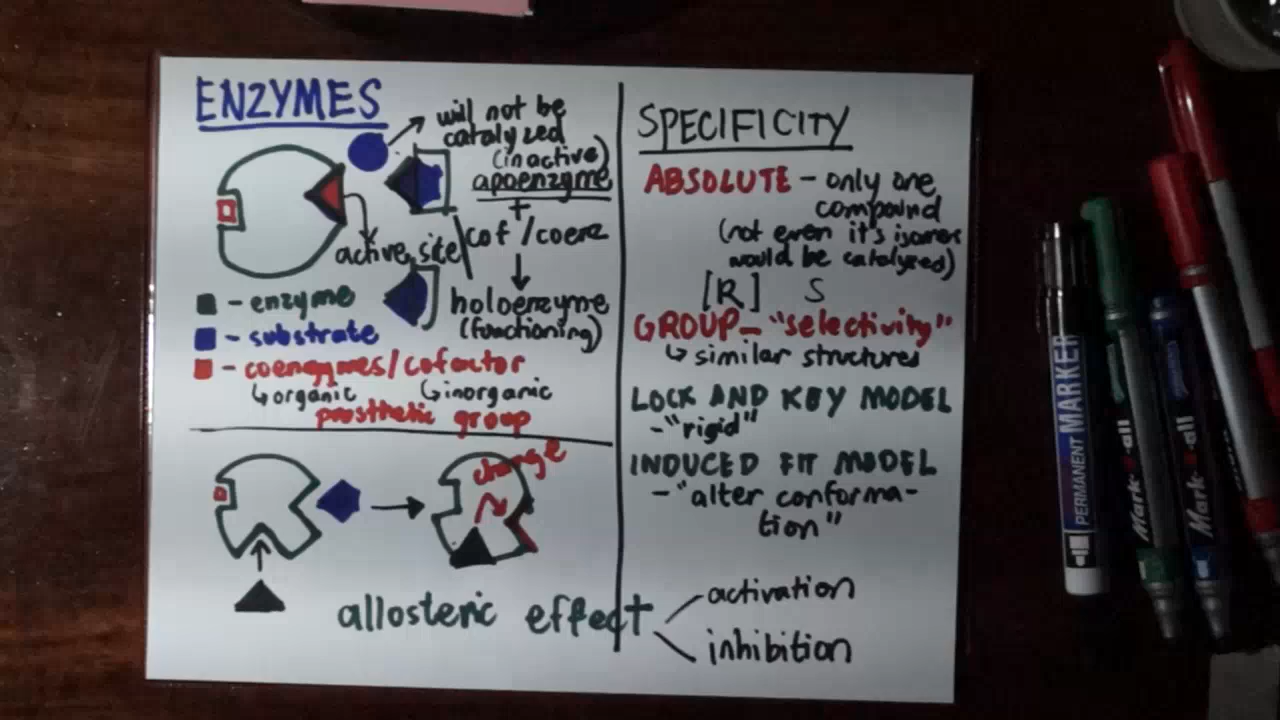 ENZYMES
will not be
catalyzed
(inactive)
apoenzyme
+
cof/coenz
active site
holoenzyme
(functioning)
- enzyme
- substrate
- coenzymes/cofactor
↳organic ↳inorganic
prosthetic group
change
allosteric effect
activation
inhibition
SPECIFICITY
ABSOLUTE - only one
compound
(not even it's isomer
would be catalyzed)
[R] S
GROUP - "selectivity"
↳ similar structures
LOCK AND KEY MODEL
- "rigid"
INDUCED FIT MODEL
- "alter conforma-
tion"
PERMANENT MARKER
Mark all
Mark all